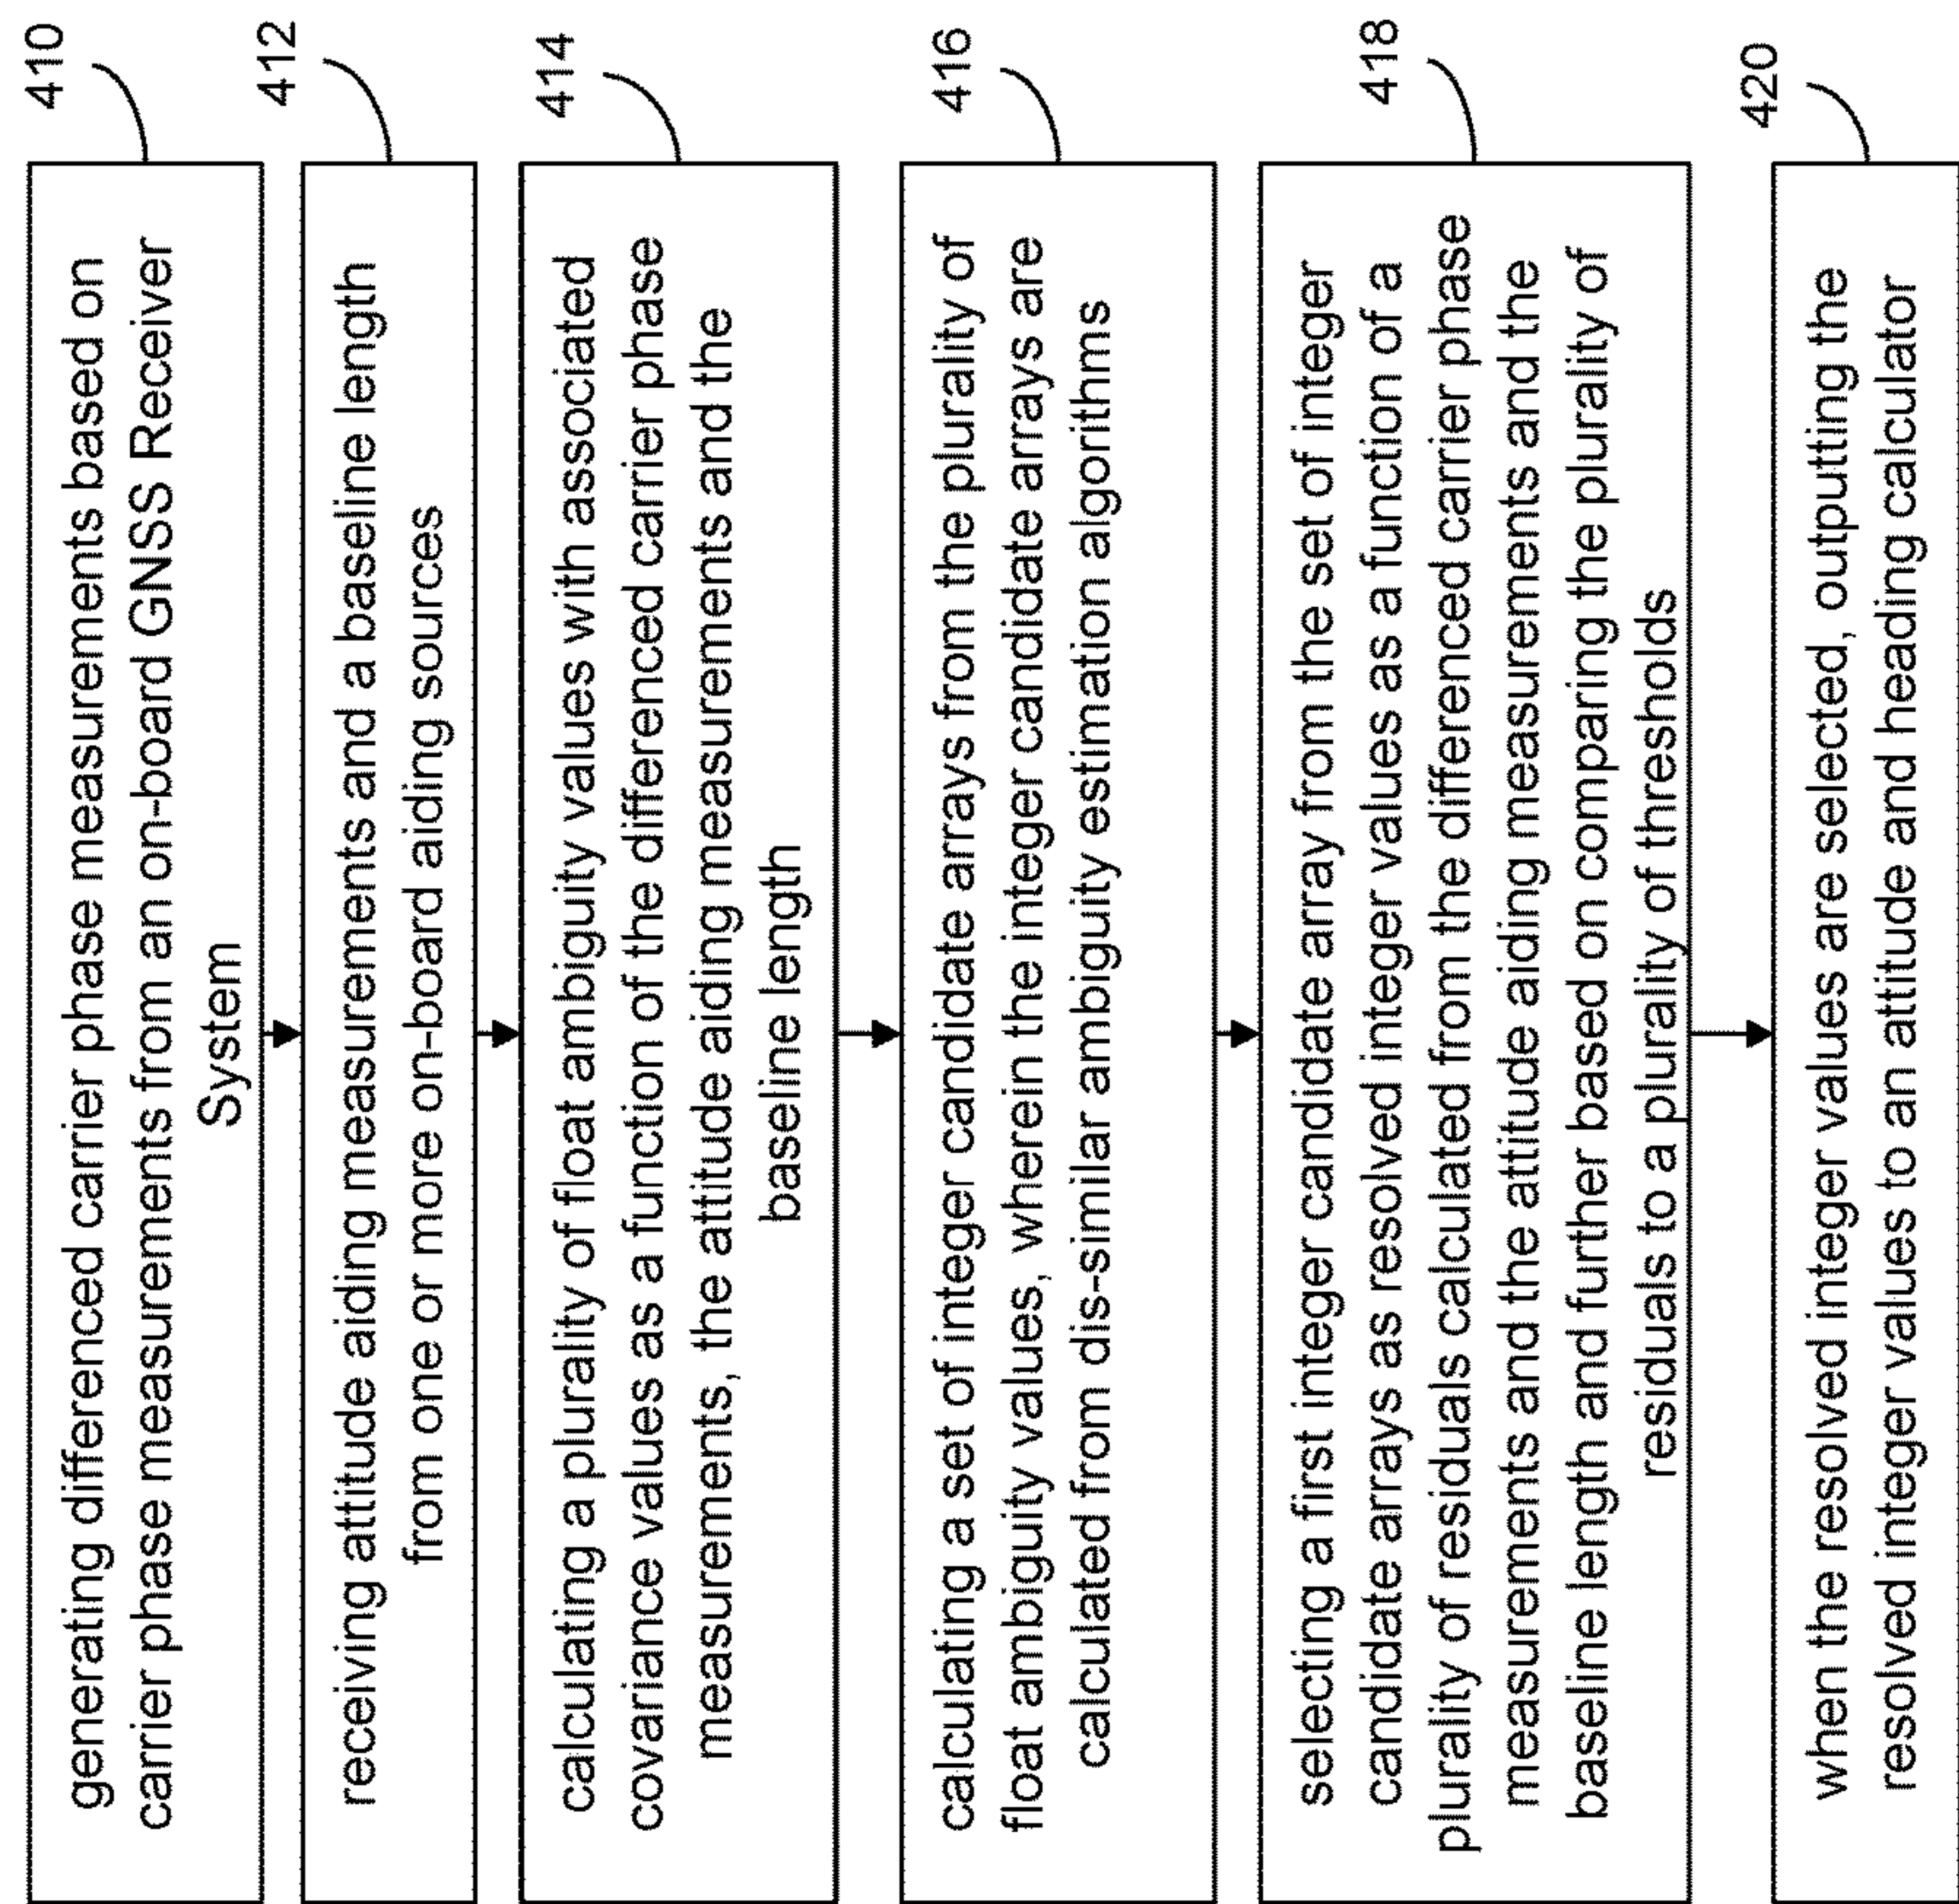 generating differenced carrier phase measurements based on
carrier phase measurements from an on-board GNSS Receiver
System
410
receiving attitude aiding measurements and a baseline length
from one or more on-board aiding sources
412
calculating a plurality of float ambiguity values with associated
covariance values as a function of the differenced carrier phase
measurements, the attitude aiding measurements and the
baseline length
414
calculating a set of integer candidate arrays from the plurality of
float ambiguity values, wherein the integer candidate arrays are
calculated from dis-similar ambiguity estimation algorithms
416
selecting a first integer candidate array from the set of integer
candidate arrays as resolved integer values as a function of a
plurality of residuals calculated from the differenced carrier phase
measurements and the attitude aiding measurements and the
baseline length and further based on comparing the plurality of
residuals to a plurality of thresholds
418
when the resolved integer values are selected, outputting the
resolved integer values to an attitude and heading calculator
420